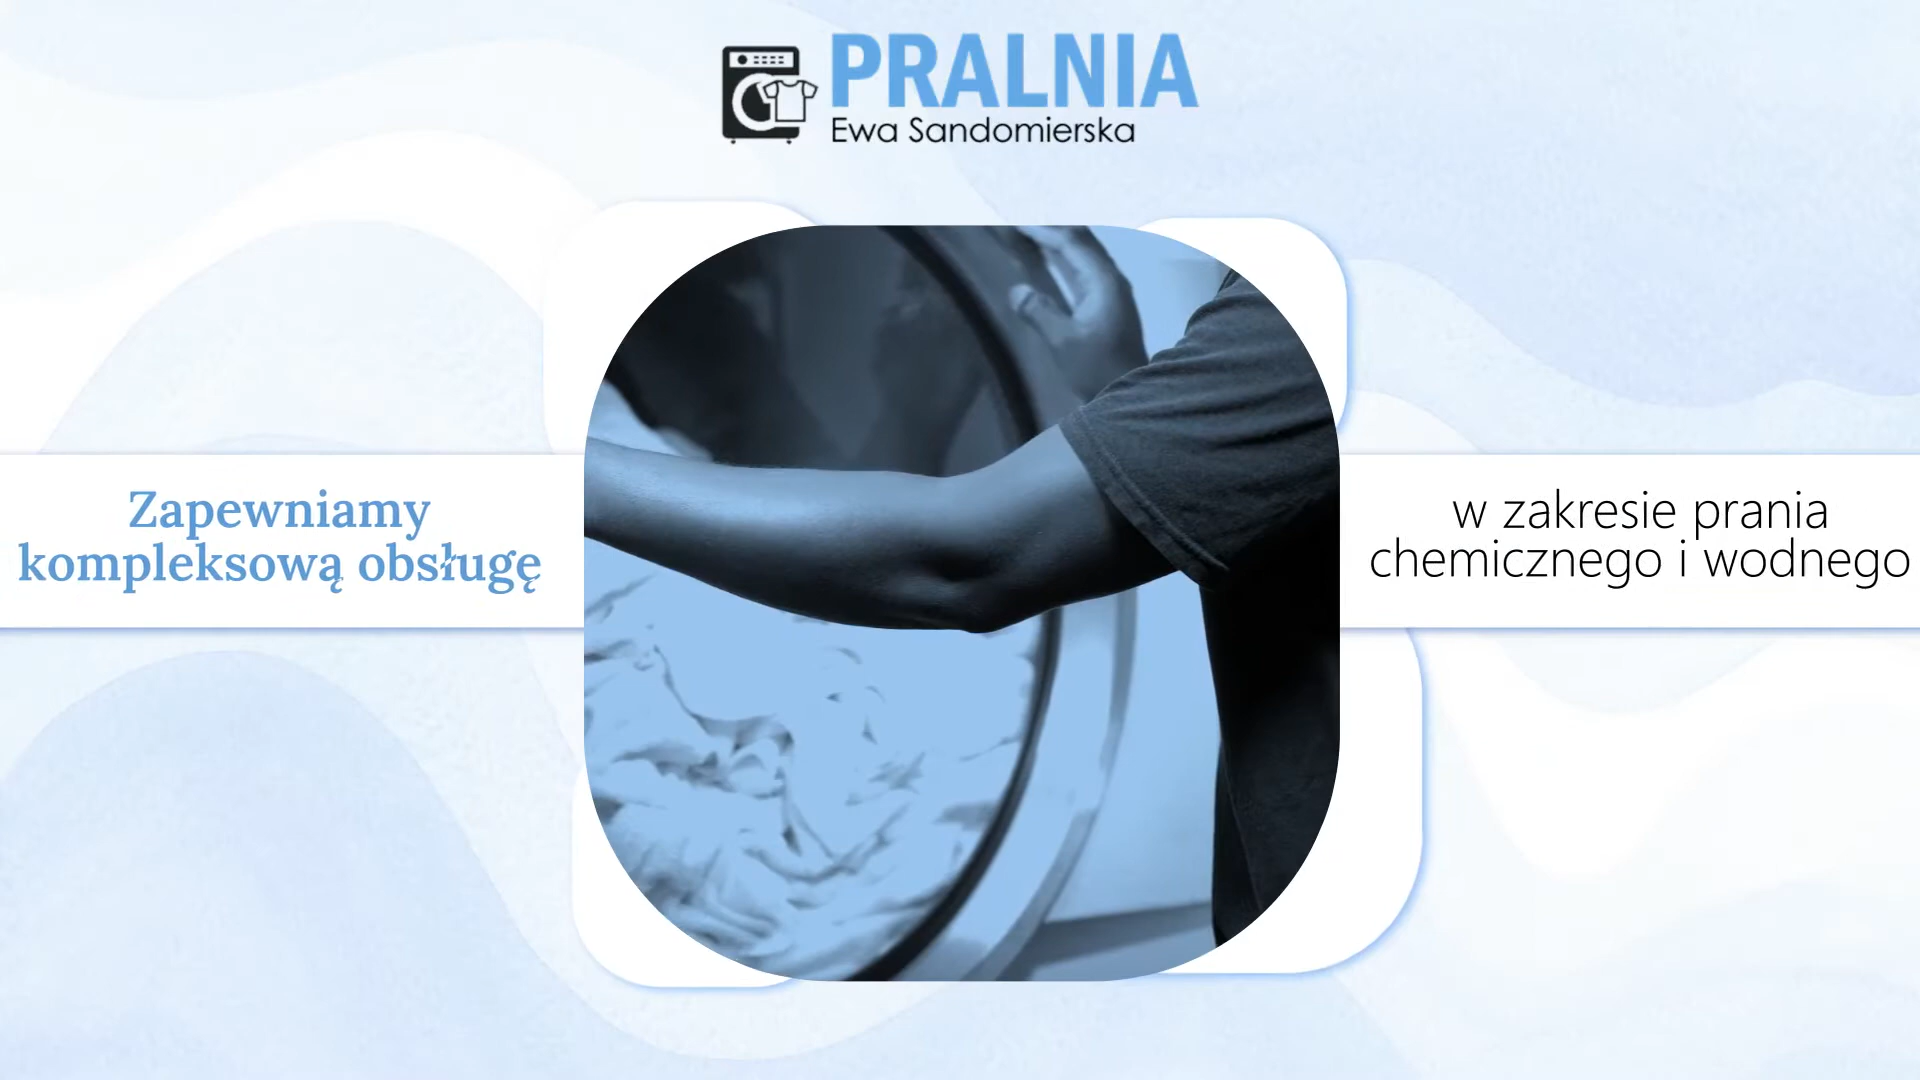 PRALNIA
Ewa Sandomierska
Zapewniamy
kompleksową obsługę
w zakresie prania
chemicznego i wodnego